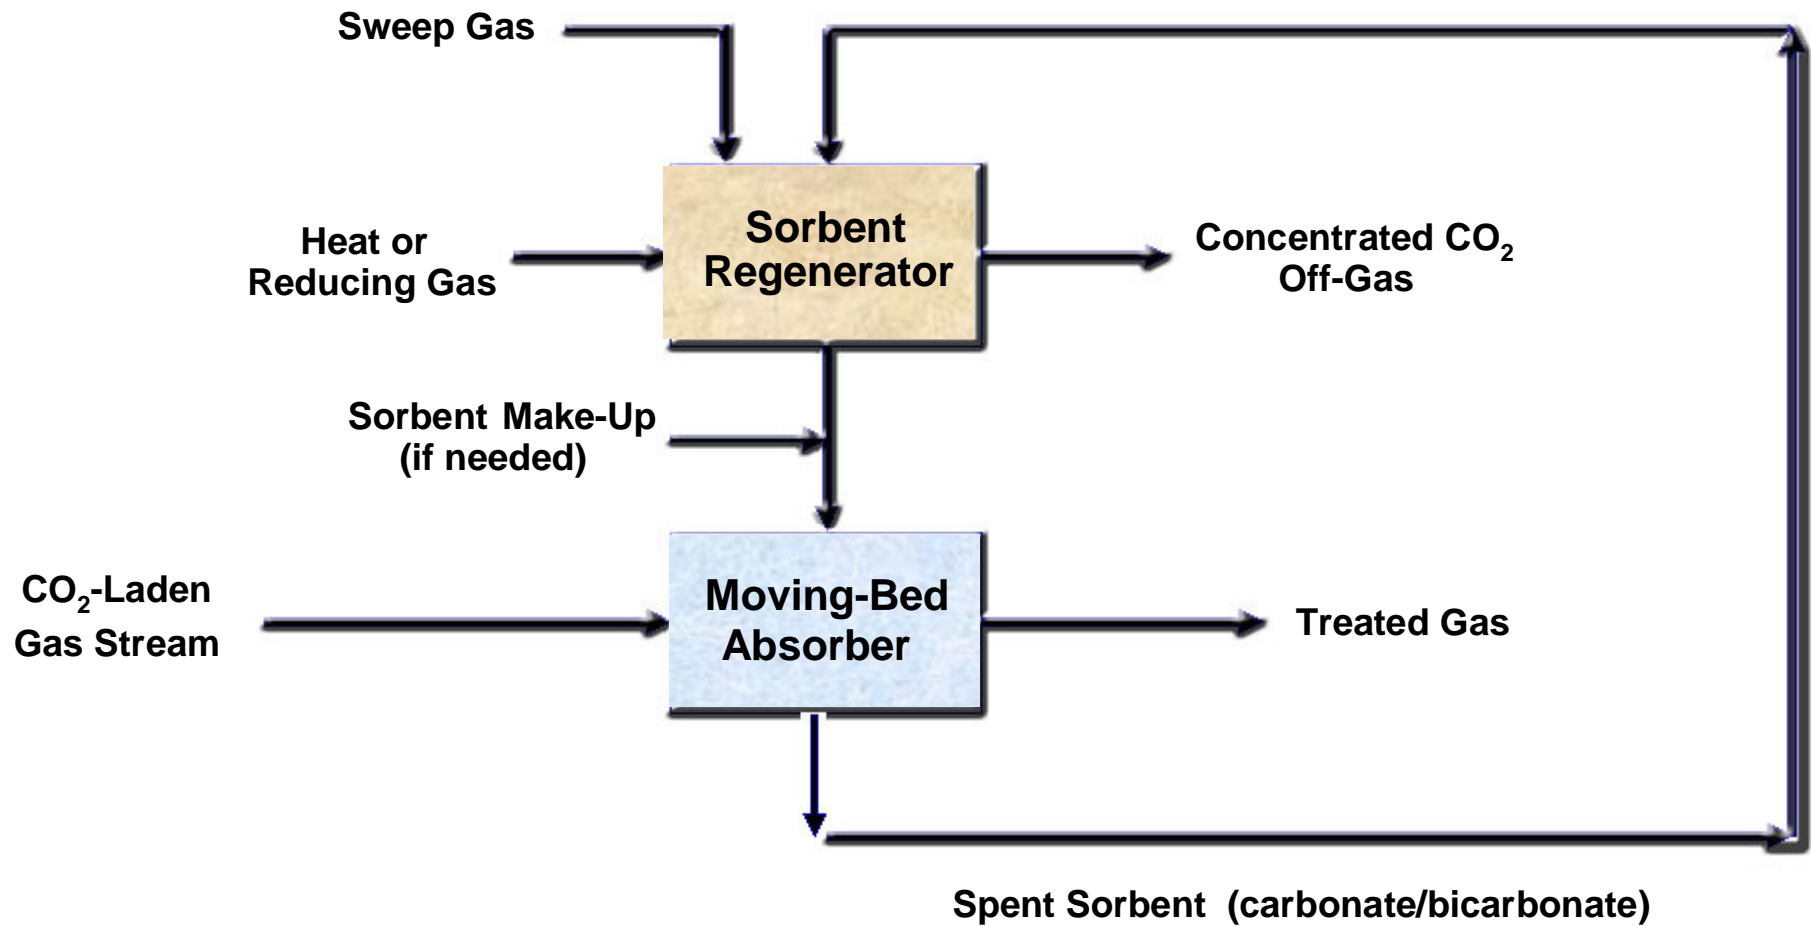 Sweep Gas
Sorbent
Regenerator
Heat or
Reducing Gas
Concentrated CO₂
Off-Gas
Sorbent Make-Up
(if needed)
CO₂-Laden
Gas Stream
Moving-Bed
Absorber
Treated Gas
Spent Sorbent (carbonate/bicarbonate)